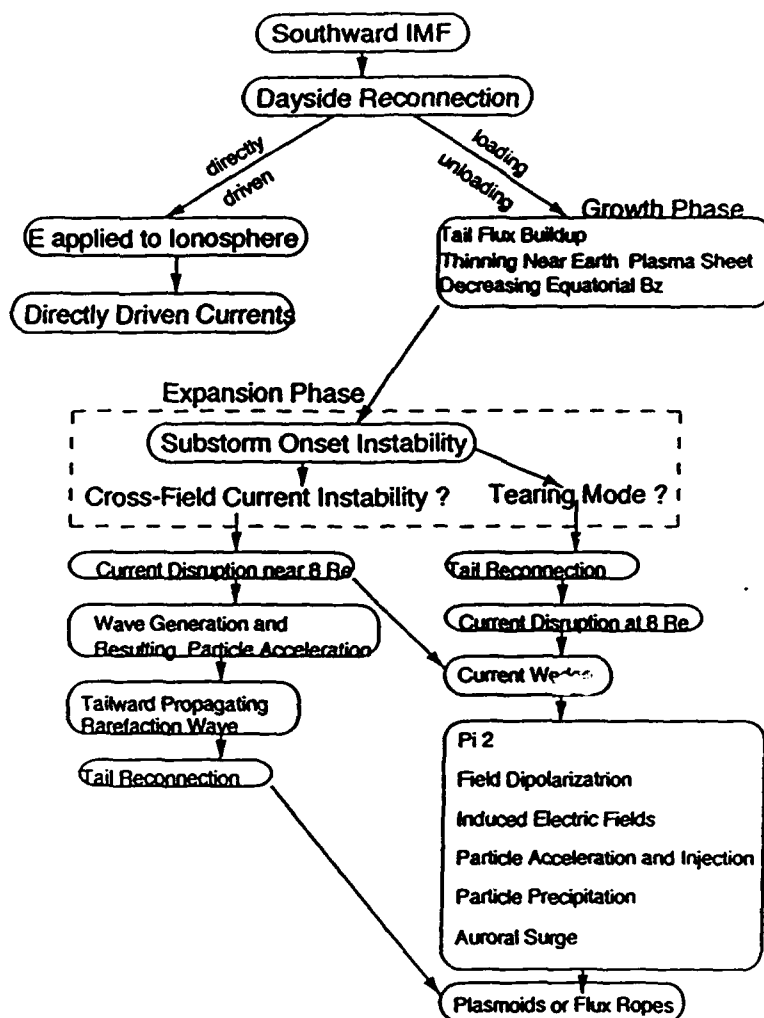 Southward IMF
Dayside Reconnection
directly
driven
loading
unloading
E applied to Ionosphere
Directly Driven Currents
Growth Phase
Tail Flux Buildup
Thinning Near Earth Plasma Sheet
Decreasing Equatorial Bz
Expansion Phase
Substorm Onset Instability
Cross-Field Current Instability ?
Tearing Mode ?
Current Disruption near 8 Re
Wave Generation and
Resulting Particle Acceleration
Tailward Propagating
Rarefaction Wave
Tail Reconnection
Tail Reconnection
Current Disruption at 8 Re
Current
Pi 2
Field Dipolarizatrion
Induced Electric Fields
Particle Acceleration and Injection
Particle Precipitation
Auroral Surge
Plasmoids or Flux Ropes